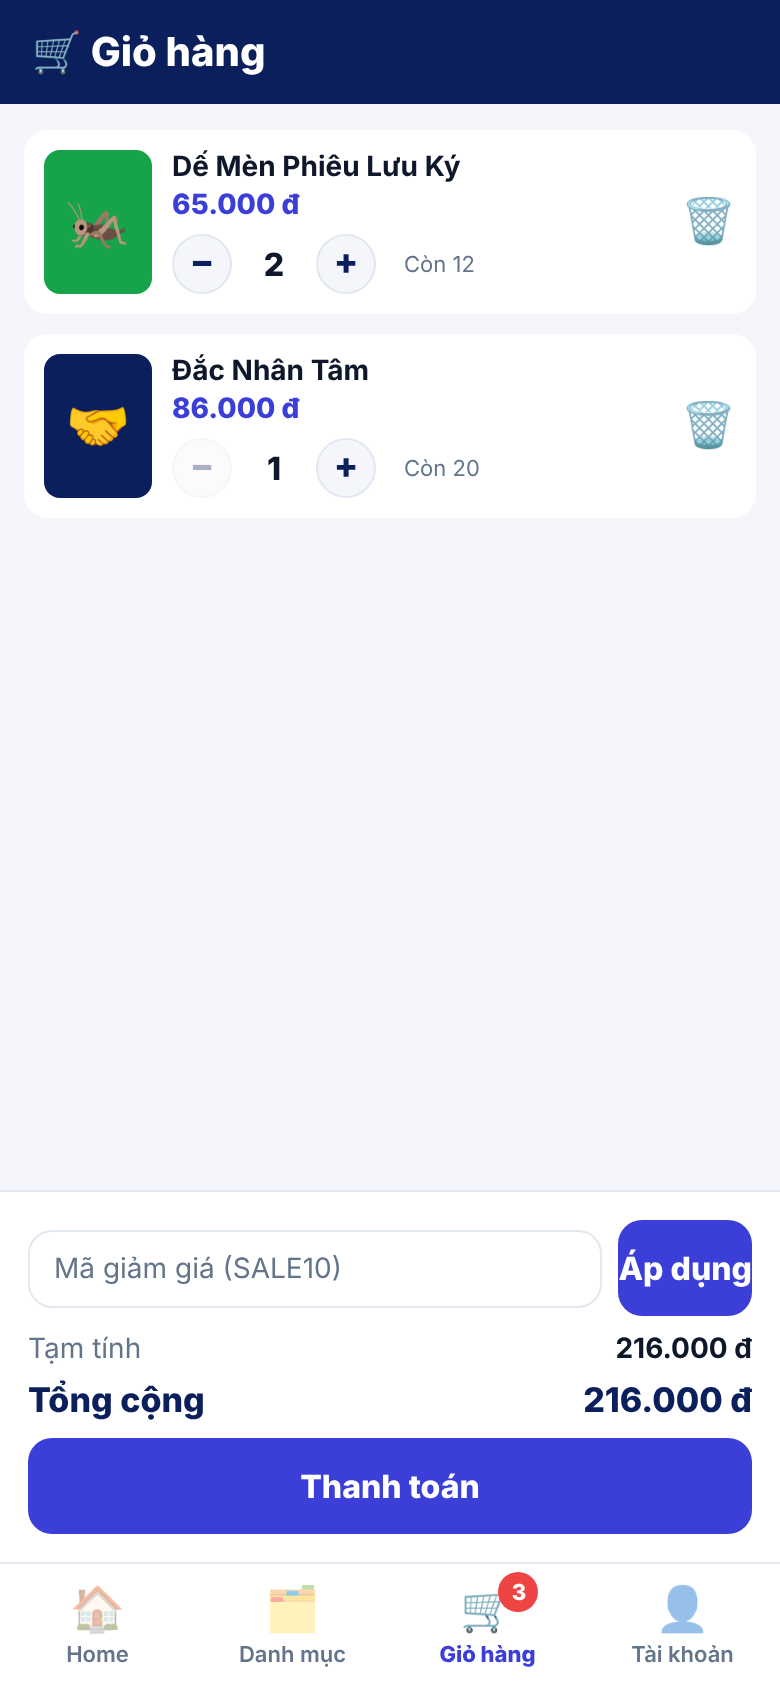 Giỏ hàng
Dế Mèn Phiêu Lưu Ký
65.000 đ
− 2 + Còn 12
Đắc Nhân Tâm
86.000 đ
− 1 + Còn 20
Mã giảm giá (SALE10) Áp dụng
Tạm tính 216.000 đ
Tổng cộng 216.000 đ
Thanh toán
3
Home Danh mục Giỏ hàng Tài khoản